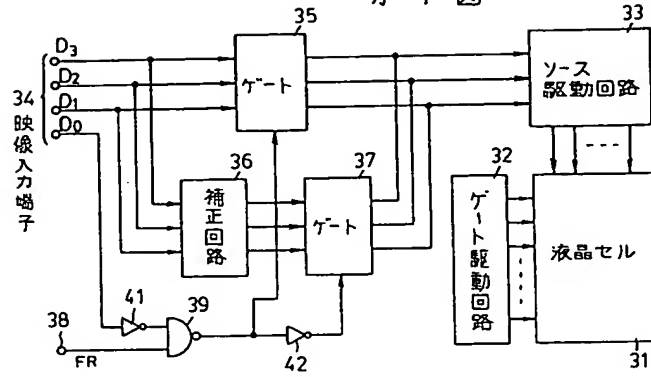 35
33
D3
D2
D1
D0
34
映像入力端子
ゲート
ソース
駆動回路
36
補正回路
37
ゲート
32
ゲート駆動回路
液晶セル
31
41
39
38
FR
42